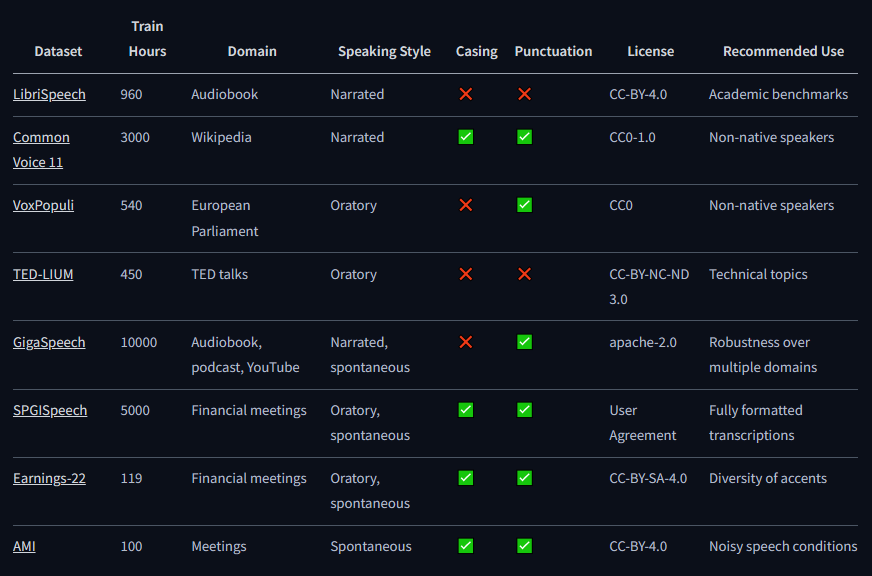 Train
Dataset Hours Domain Speaking Style Casing Punctuation License Recommended Use
LibriSpeech 960 Audiobook Narrated ❌ ❌ CC-BY-4.0 Academic benchmarks
Common 3000 Wikipedia Narrated ✅ ✅ CC0-1.0 Non-native speakers
Voice 11
VoxPopuli 540 European Oratory ❌ ✅ CC0 Non-native speakers
Parliament
TED-LIUM 450 TED talks Oratory ❌ ❌ CC-BY-NC-ND Technical topics
3.0
GigaSpeech 10000 Audiobook, Narrated, ❌ ✅ apache-2.0 Robustness over
podcast, YouTube spontaneous multiple domains
SPGISpeech 5000 Financial meetings Oratory, ✅ ✅ User Fully formatted
spontaneous Agreement transcriptions
Earnings-22 119 Financial meetings Oratory, ✅ ✅ CC-BY-SA-4.0 Diversity of accents
spontaneous
AMI 100 Meetings Spontaneous ✅ ✅ CC-BY-4.0 Noisy speech conditions